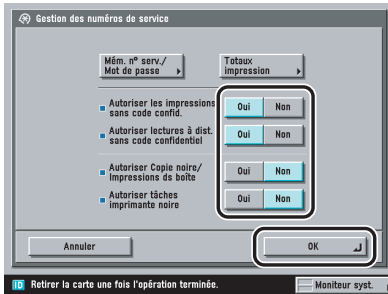 Gestion des numéros de service
Mém. nº serv./
Mot de passe
Totaux
impression
Autoriser les impressions
sans code confid.
Oui Non
Autoriser lectures à dist.
sans code confidentiel
Oui Non
Autoriser Copie noire/
Impressions ds boîte
Oui Non
Autoriser tâches
imprimante noire
Oui Non
Annuler
OK
ID Retirer la carte une fois l'opération terminée.
Moniteur syst.